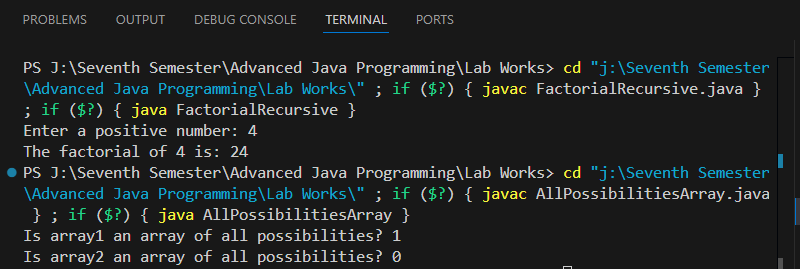 PROBLEMS OUTPUT DEBUG CONSOLE TERMINAL PORTS
PS J:\Seventh Semester\Advanced Java Programming\Lab Works> cd "j:\Seventh Semester
\Advanced Java Programming\Lab Works\" ; if ($?) { javac FactorialRecursive.java }
; if ($?) { java FactorialRecursive }
Enter a positive number: 4
The factorial of 4 is: 24
PS J:\Seventh Semester\Advanced Java Programming\Lab Works> cd "j:\Seventh Semester
\Advanced Java Programming\Lab Works\" ; if ($?) { javac AllPossibilitiesArray.java
} ; if ($?) { java AllPossibilitiesArray }
Is array1 an array of all possibilities? 1
Is array2 an array of all possibilities? 0